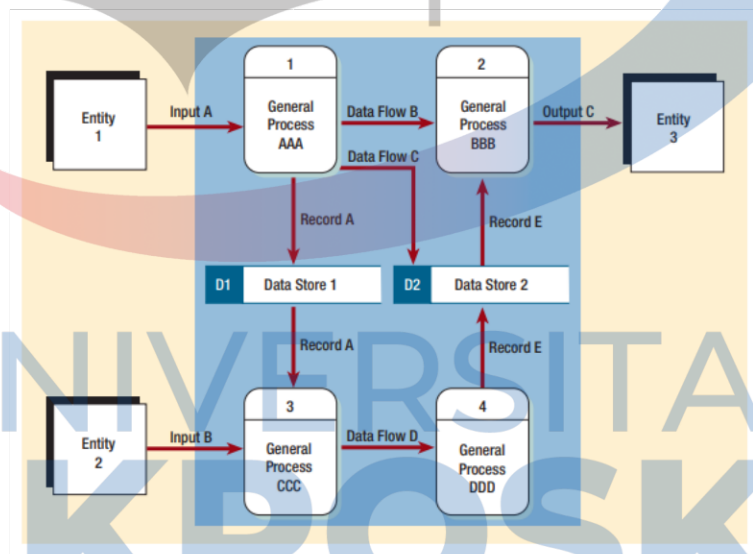 1
2
Entity
1
Input A
General
Process
AAA
Data Flow B
General
Process
BBB
Output C
Entity
3
Data Flow C
Record A
Record E
D1 Data Store 1
D2 Data Store 2
Record A
Record E
3
4
Entity
2
Input B
General
Process
CCC
Data Flow D
General
Process
DDD
NIVERSITA